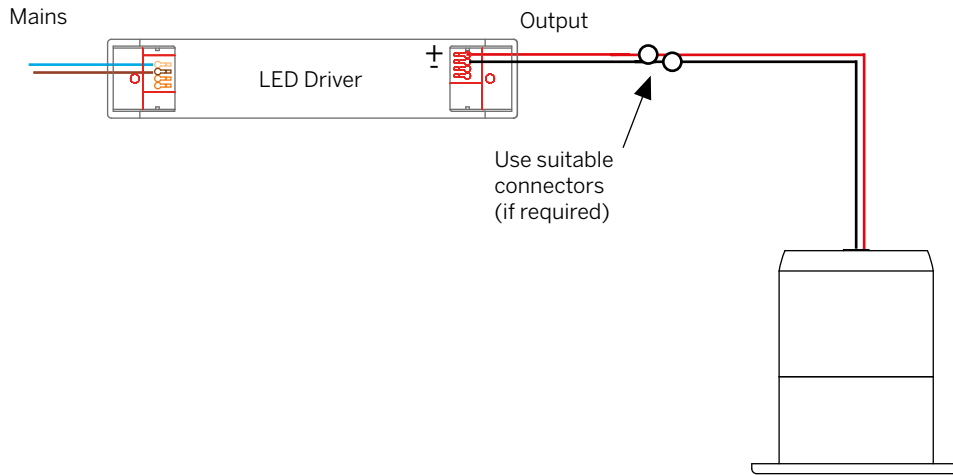 Mains
Output
+
-
LED Driver
Use suitable
connectors
(if required)